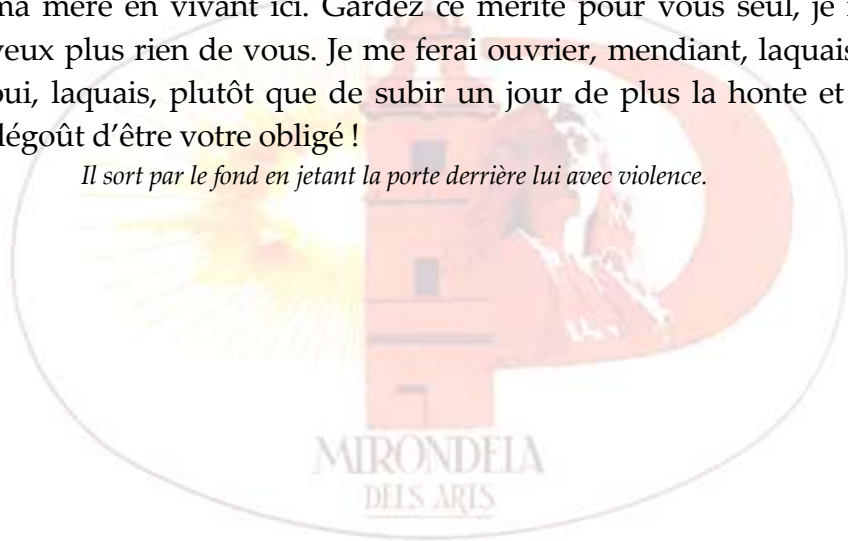 ma mère en vivant ici. Gardez ce mérite pour vous seul, je
veux plus rien de vous. Je me ferai ouvrier, mendiant, laquais
oui, laquais, plutôt que de subir un jour de plus la honte et
dégoût d’être votre obligé !
Il sort par le fond en jetant la porte derrière lui avec violence.
MIRONDELA
DELS ARTS